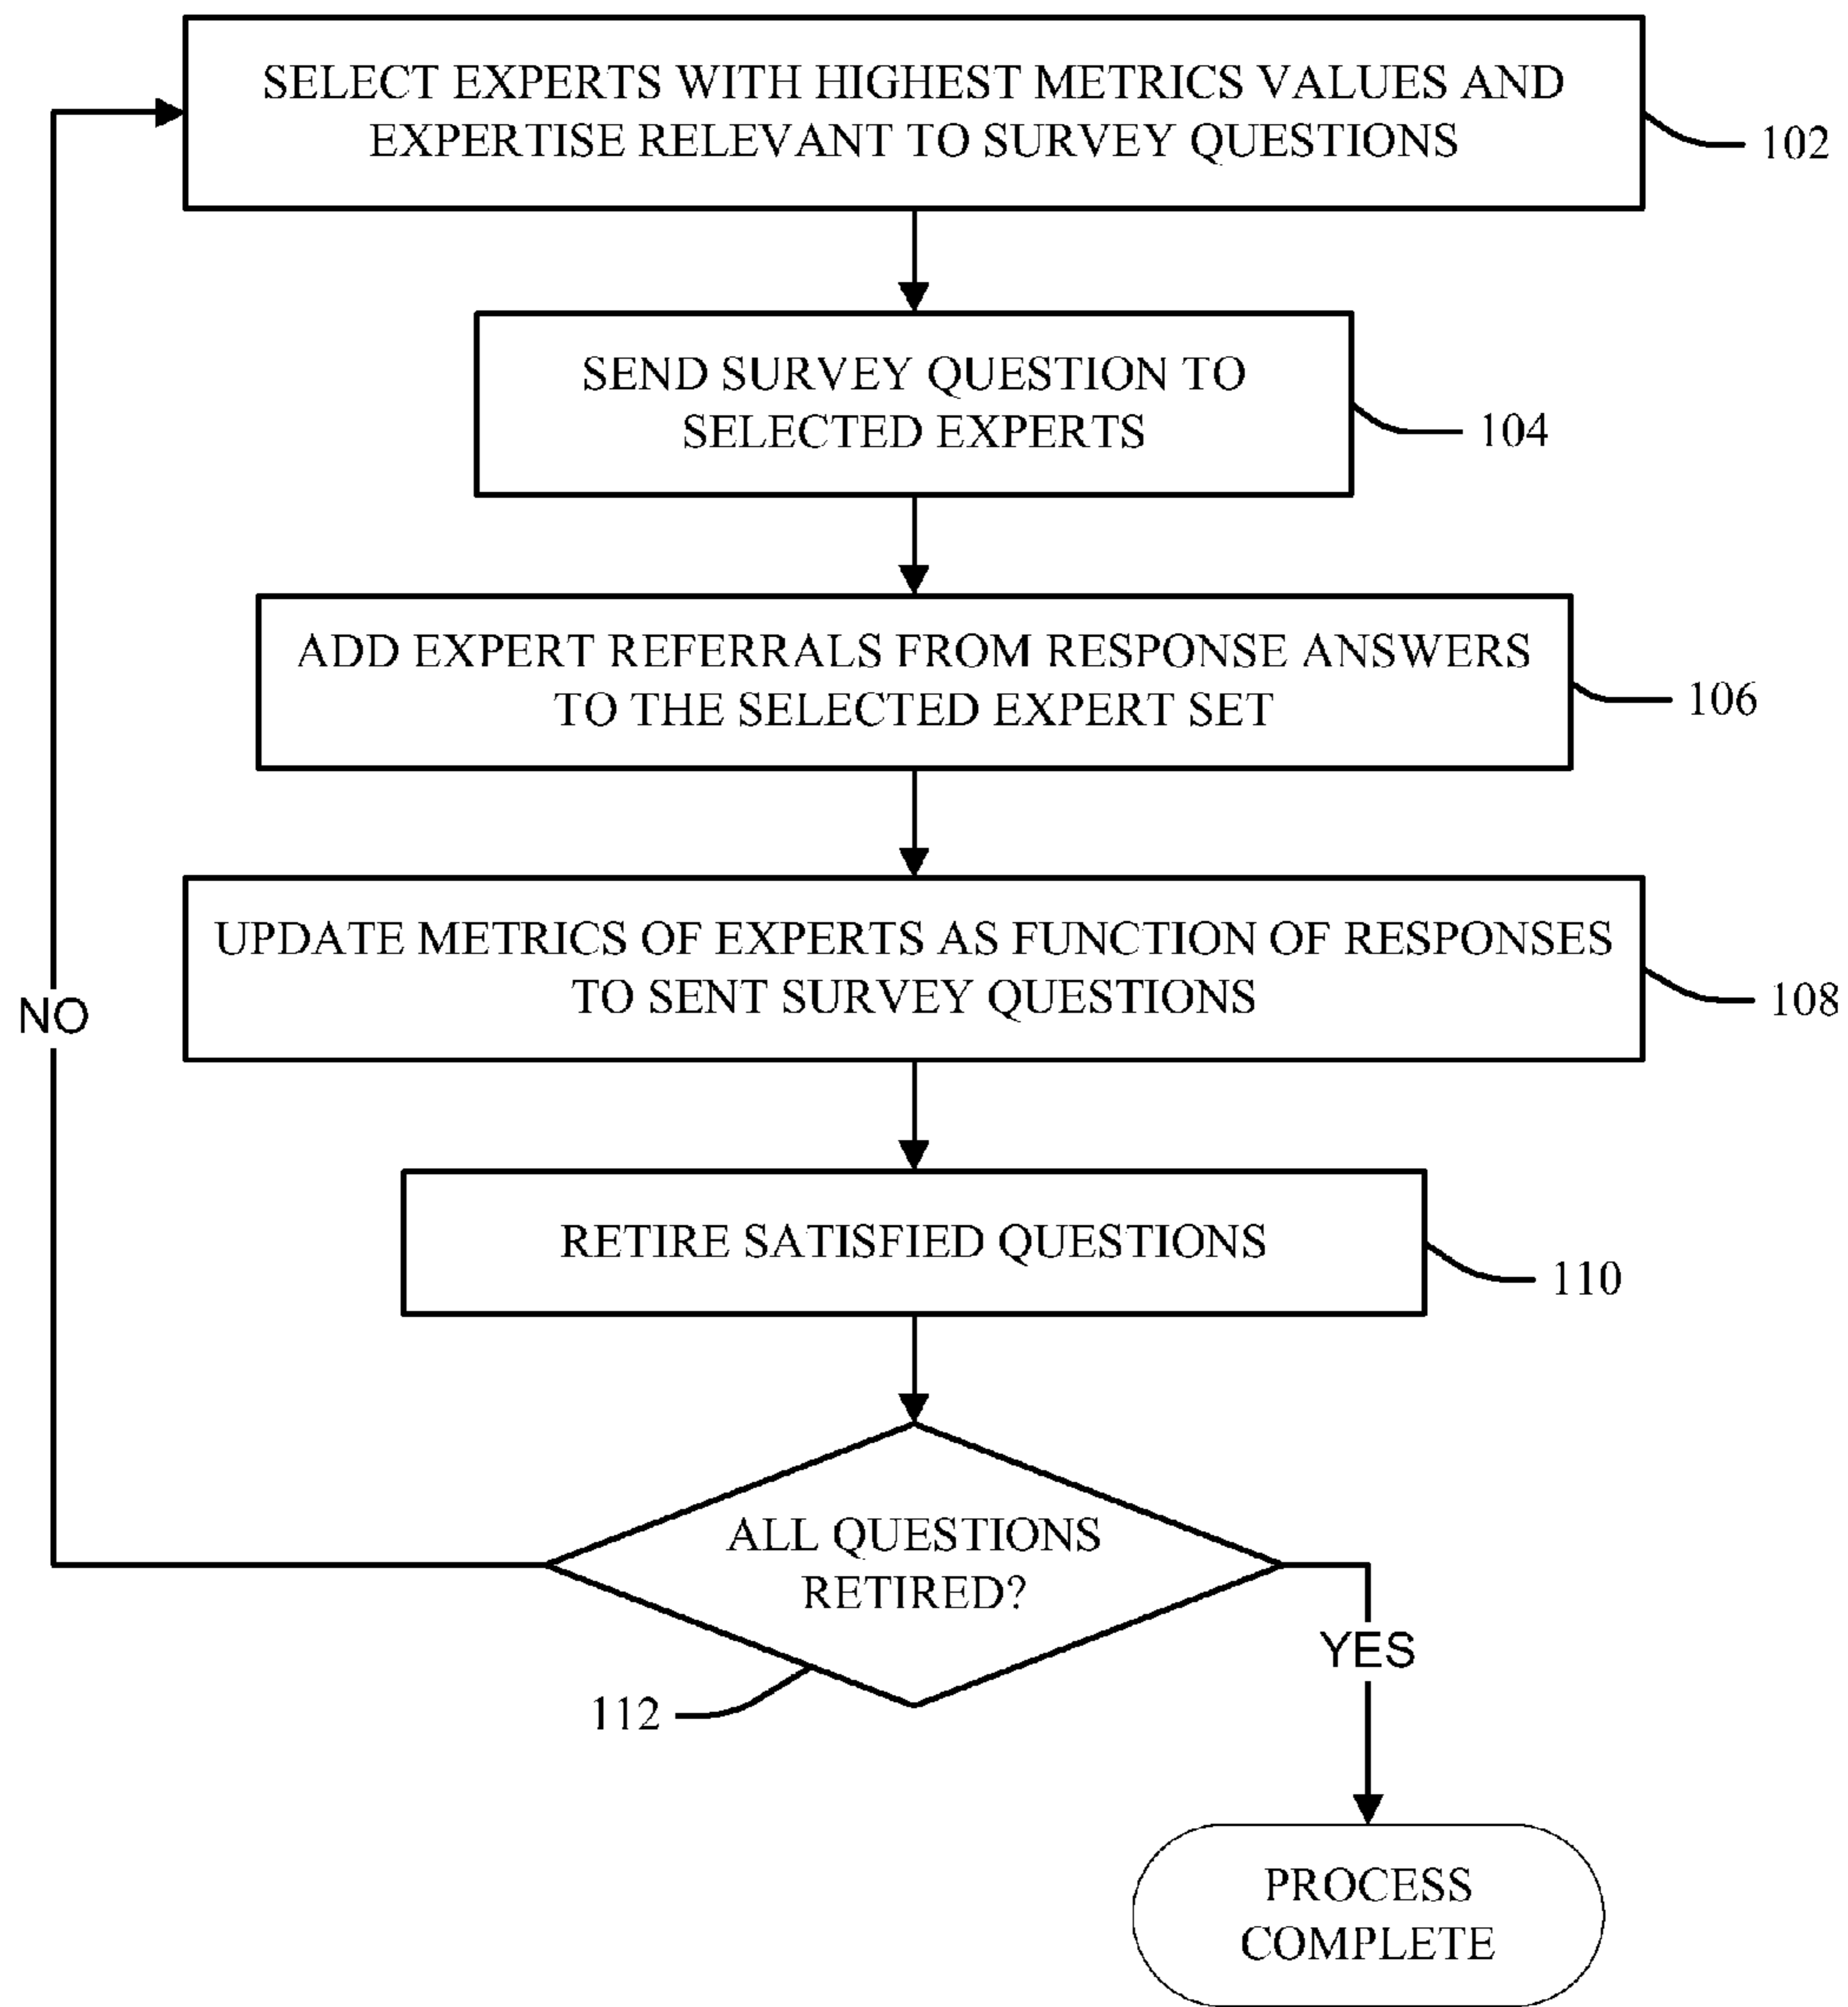 SELECT EXPERTS WITH HIGHEST METRICS VALUES AND
EXPERTISE RELEVANT TO SURVEY QUESTIONS
102
SEND SURVEY QUESTION TO
SELECTED EXPERTS
104
ADD EXPERT REFERRALS FROM RESPONSE ANSWERS
TO THE SELECTED EXPERT SET
106
UPDATE METRICS OF EXPERTS AS FUNCTION OF RESPONSES
TO SENT SURVEY QUESTIONS
108
NO
RETIRE SATISFIED QUESTIONS
110
ALL QUESTIONS
RETIRED?
YES
112
PROCESS
COMPLETE